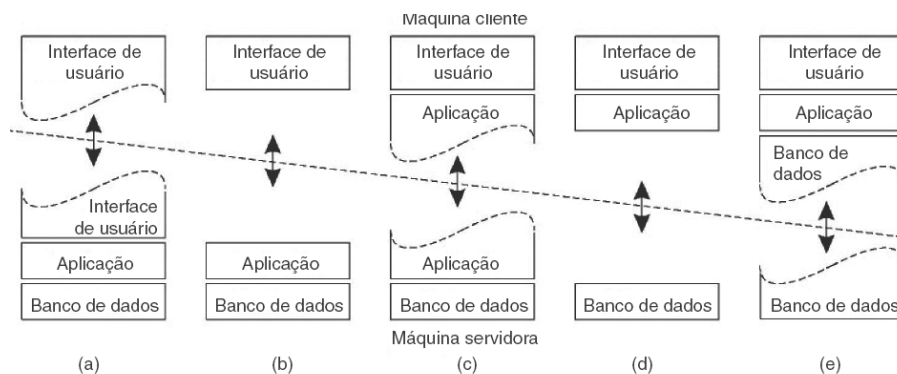 Máquina cliente
Interface de
usuário
Interface de
usuário
Interface de
usuário
Interface de
usuário
Interface de
usuário
Aplicação
Aplicação
Aplicação
Banco de
dados
Interface
de usuário
Aplicação
Aplicação
Aplicação
Banco de dados
Banco de dados
Banco de dados
Banco de dados
Banco de dados
Máquina servidora
(a)
(b)
(c)
(d)
(e)